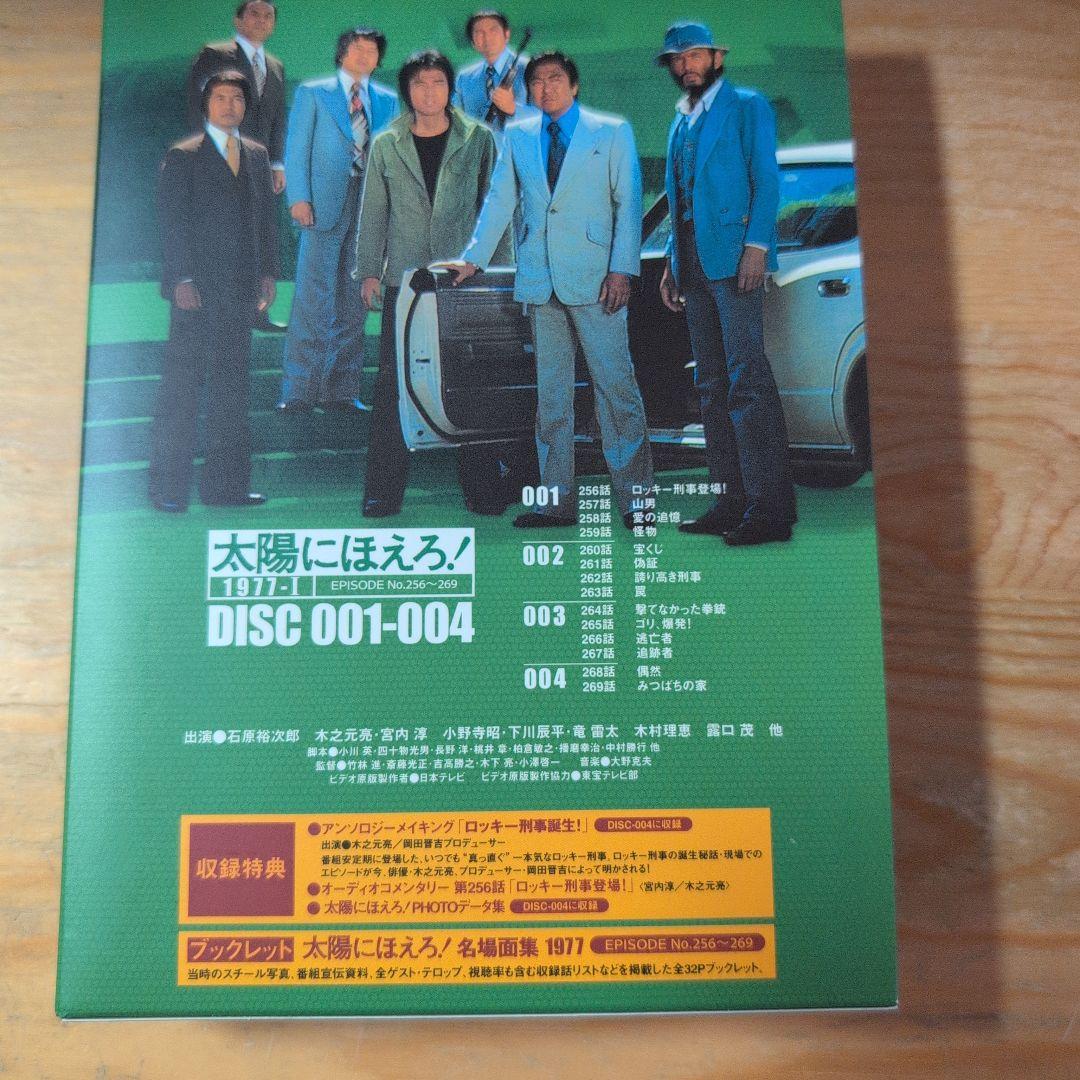 太陽にほえろ!
1977-I EPISODE No.256~269
DISC 001-004
001 256話 ロッキー刑事登場!
257話 山男
258話 愛の追憶
259話 怪物
002 260話 宝くじ
261話 偽証
262話 誇り高き刑事
263話 罠
003 264話 撃てなかった拳銃
265話 ゴリ、爆発!
266話 逃亡者
267話 追跡者
004 268話 偶然
269話 みつばちの家
出演●石原裕次郎 木之元亮・宮内 淳 小野寺昭・下川辰平・竜 雷太 木村理恵 露口 茂 他
脚本●小川 英・四十物光男・長野 洋・桃井 章・柏倉敏之・播磨幸治・中村勝行 他
監督●竹林 進・斎藤光正・吉高勝之・木下 亮・小澤啓一 音楽●大野克夫
ビデオ原版製作者●日本テレビ ビデオ原版製作協力●東宝テレビ部
収録特典
●アンソロジーメイキング「ロッキー刑事誕生!」 DISC-004に収録
出演●木之元亮/岡田晋吉プロデューサー
番組安定期に登場した、いつでも“真っ直ぐ”一本気なロッキー刑事。ロッキー刑事の誕生秘話・現場での
エピソードが今、俳優・木之元亮、プロデューサー・岡田晋吉によって明かされる!
●オーディオコメンタリー 第256話「ロッキー刑事登場!」〈宮内淳/木之元亮〉
●太陽にほえろ!PHOTOデータ集 DISC-004に収録
ブックレット 太陽にほえろ! 名場面集 1977 EPISODE No.256~269
当時のスチール写真、番組宣伝資料、全ゲスト・テロップ、視聴率も含む収録話リストなどを掲載した全32Pブックレット。